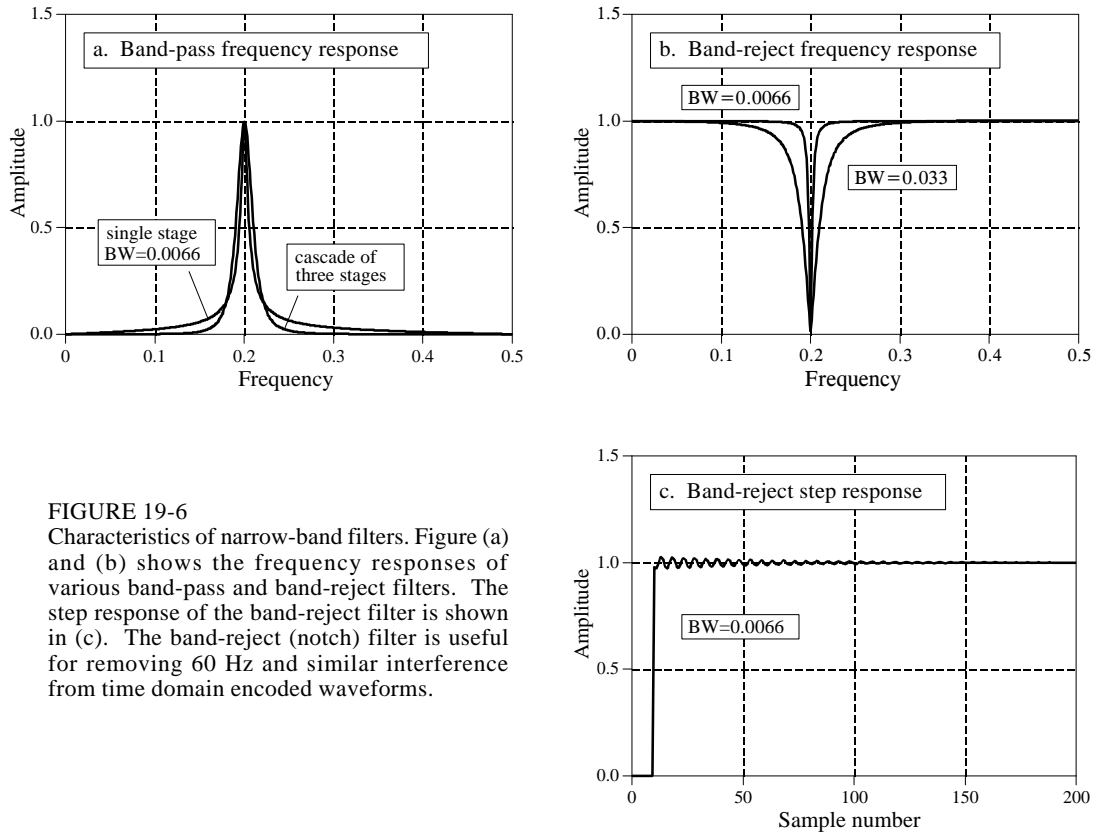 a. Band-pass frequency response
1.5
1.0
0.5
0.0
Amplitude
single stage
BW=0.0066
cascade of
three stages
0 0.1 0.2 0.3 0.4 0.5
Frequency
b. Band-reject frequency response
1.5
1.0
0.5
0.0
Amplitude
BW=0.0066
BW=0.033
0 0.1 0.2 0.3 0.4 0.5
Frequency
FIGURE 19-6
Characteristics of narrow-band filters. Figure (a)
and (b) shows the frequency responses of
various band-pass and band-reject filters. The
step response of the band-reject filter is shown
in (c). The band-reject (notch) filter is useful
for removing 60 Hz and similar interference
from time domain encoded waveforms.
c. Band-reject step response
1.5
1.0
0.5
0.0
Amplitude
BW=0.0066
0 50 100 150 200
Sample number